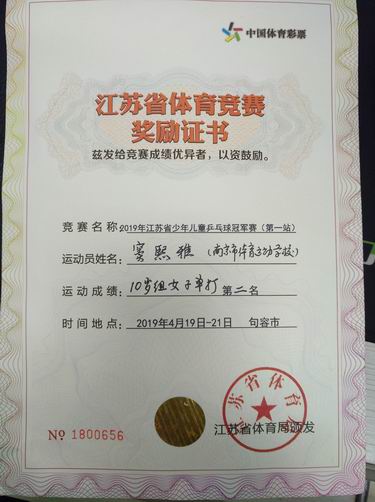 中国体育彩票
江苏省体育竞赛
奖励证书
兹发给竞赛成绩优异者，以资鼓励。
竞赛名称：2019年江苏省少年儿童乒乓球冠军赛（第一站）
运动员姓名：窦熙雅（南京市体育运动学校）
运动成绩：10岁组女子单打 第二名
时间地点：2019年4月19日-21日 句容市
江苏省体育局
江苏省体育局颁发
№ 1800656